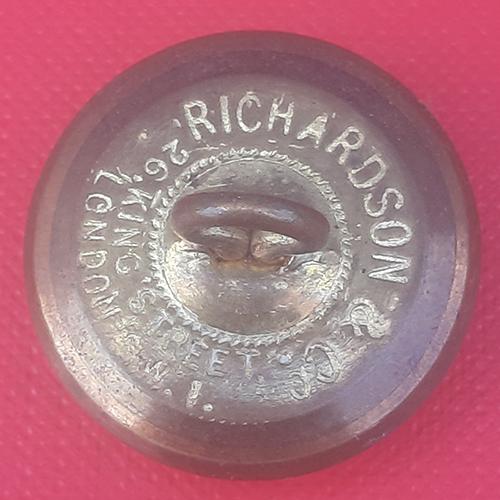 RICHARDSON & CO
26 KING STREET,
LONDON W.1.